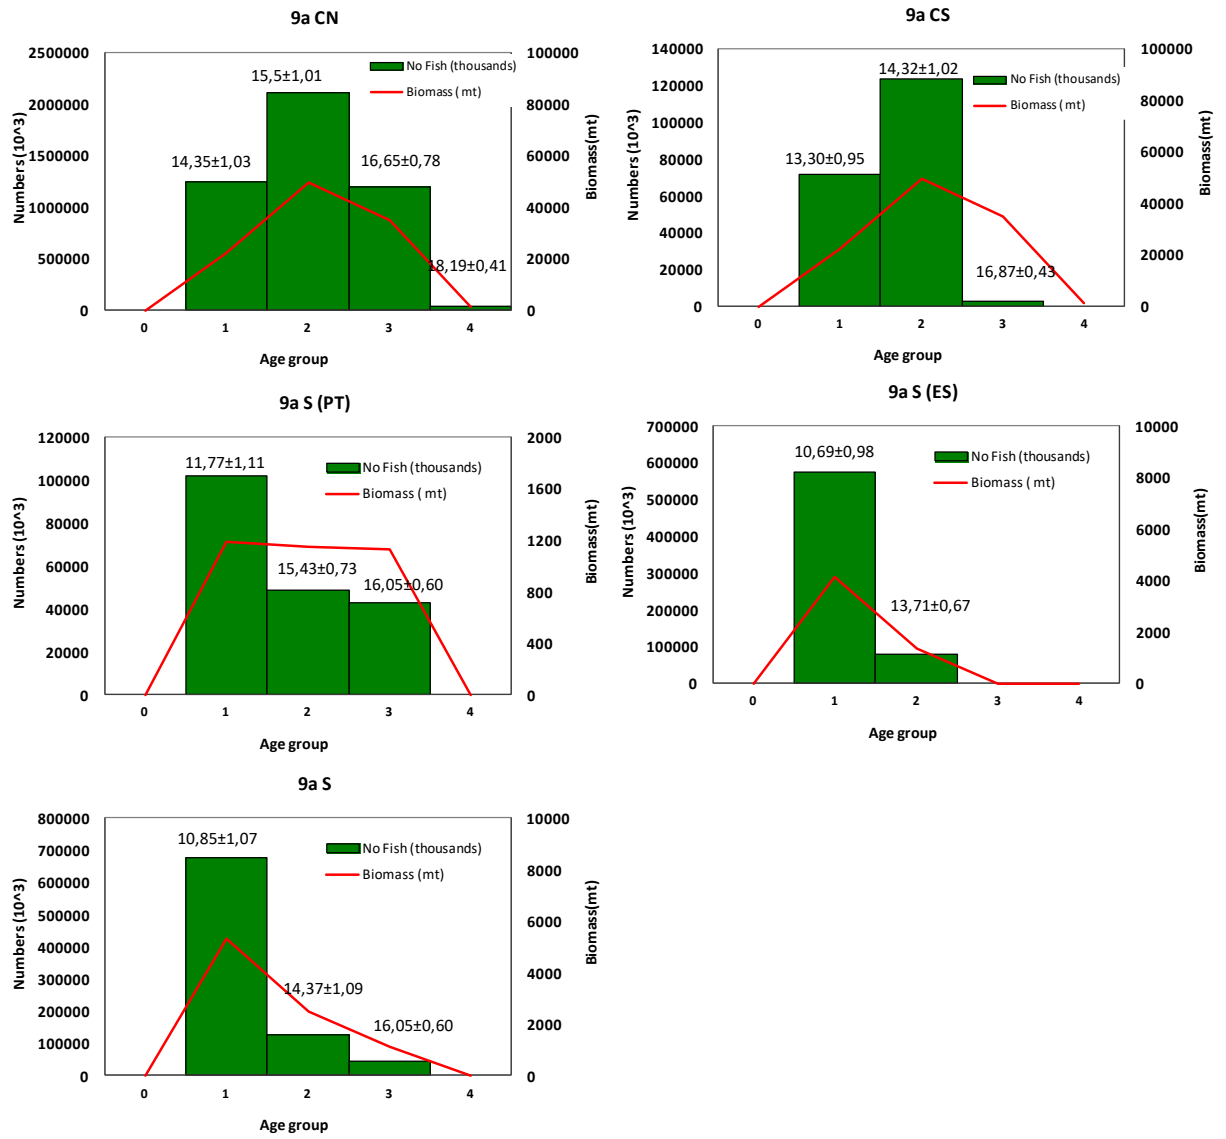 9a CN
2500000
2000000
1500000
1000000
500000
0
Numbers (10^3)
100000
80000
60000
40000
20000
0
Biomass(mt)
No Fish (thousands)
Biomass ( mt)
14,35±1,03
15,5±1,01
16,65±0,78
18,19±0,41
0 1 2 3 4
Age group
9a CS
140000
120000
100000
80000
60000
40000
20000
0
Numbers (10^3)
100000
80000
60000
40000
20000
0
Biomass(mt)
No Fish (thousands)
Biomass ( mt)
13,30±0,95
14,32±1,02
16,87±0,43
0 1 2 3 4
Age group
9a S (PT)
120000
100000
80000
60000
40000
20000
0
Numbers (10^3)
2000
1600
1200
800
400
0
Biomass(mt)
No Fish (thousands)
Biomass ( mt)
11,77±1,11
15,43±0,73
16,05±0,60
0 1 2 3 4
Age group
9a S (ES)
700000
600000
500000
400000
300000
200000
100000
0
Numbers (10^3)
10000
8000
6000
4000
2000
0
Biomass(mt)
No Fish (thousands)
Biomass ( mt)
10,69±0,98
13,71±0,67
0 1 2 3 4
Age group
9a S
800000
700000
600000
500000
400000
300000
200000
100000
0
Numbers (10^3)
10000
8000
6000
4000
2000
0
Biomass(mt)
No Fish (thousands)
Biomass (mt)
10,85±1,07
14,37±1,09
16,05±0,60
0 1 2 3 4
Age group